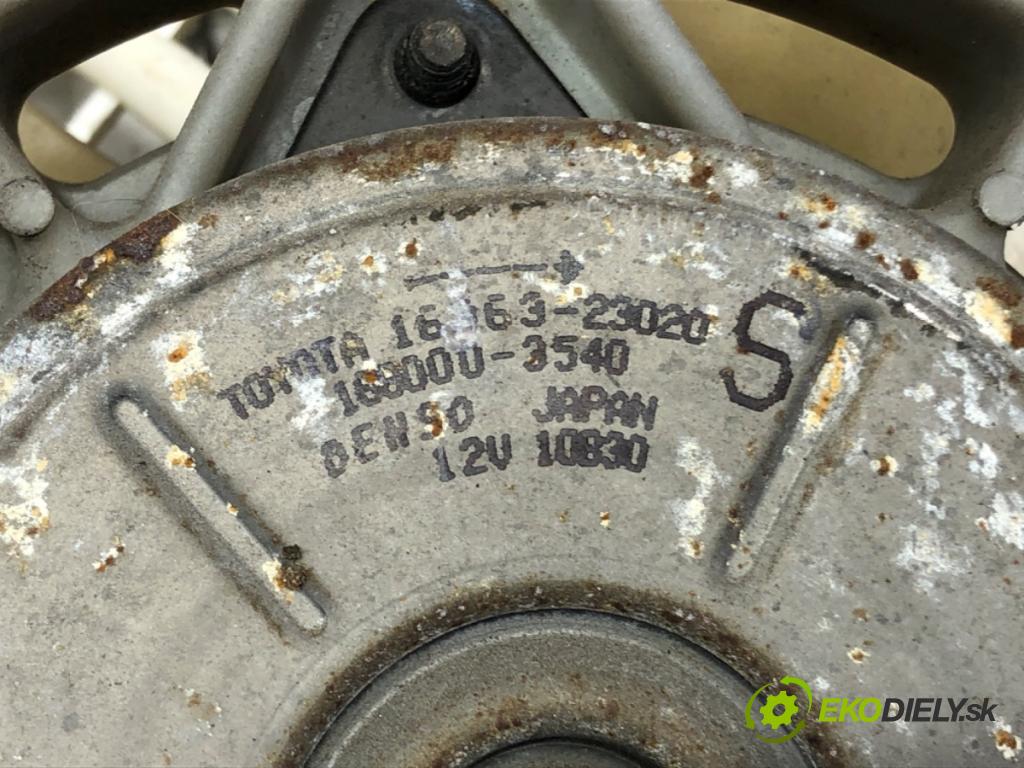 TOYOTA 16363-23020 S
168000-3540
DENSO JAPAN
12V 10830
EKODIELY.sk